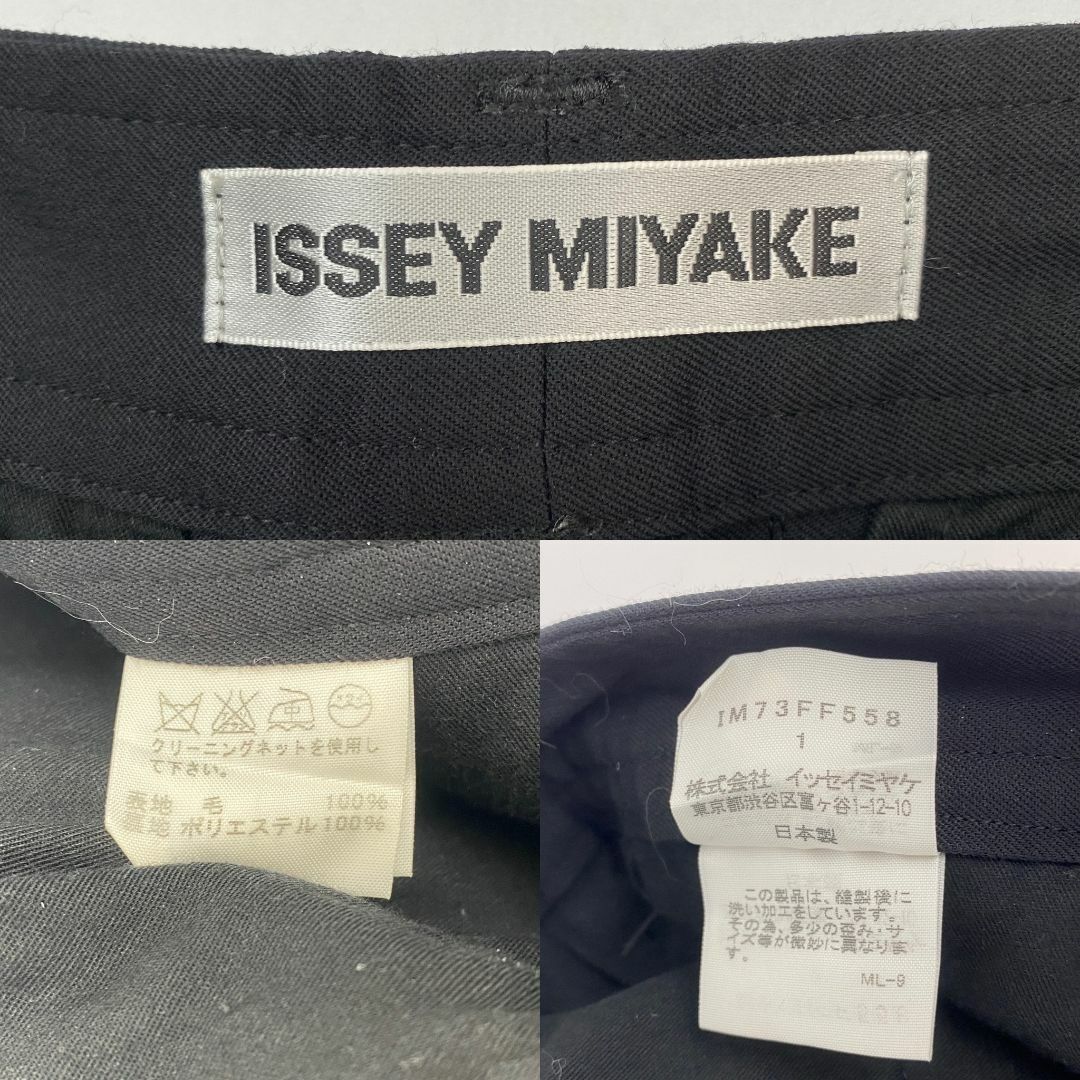 ISSEY MIYAKE
クリーニングネットを使用し
て下さい。
表地 毛 100%
裏地 ポリエステル 100%
IM73FF558
1
株式会社 イッセイミヤケ
東京都渋谷区富ヶ谷1-12-10
日本製
この製品は、縫製後に
洗い加工をしています。
その為、多少の歪み・サ
イズ等が微妙に異なりま
す。
ML-9